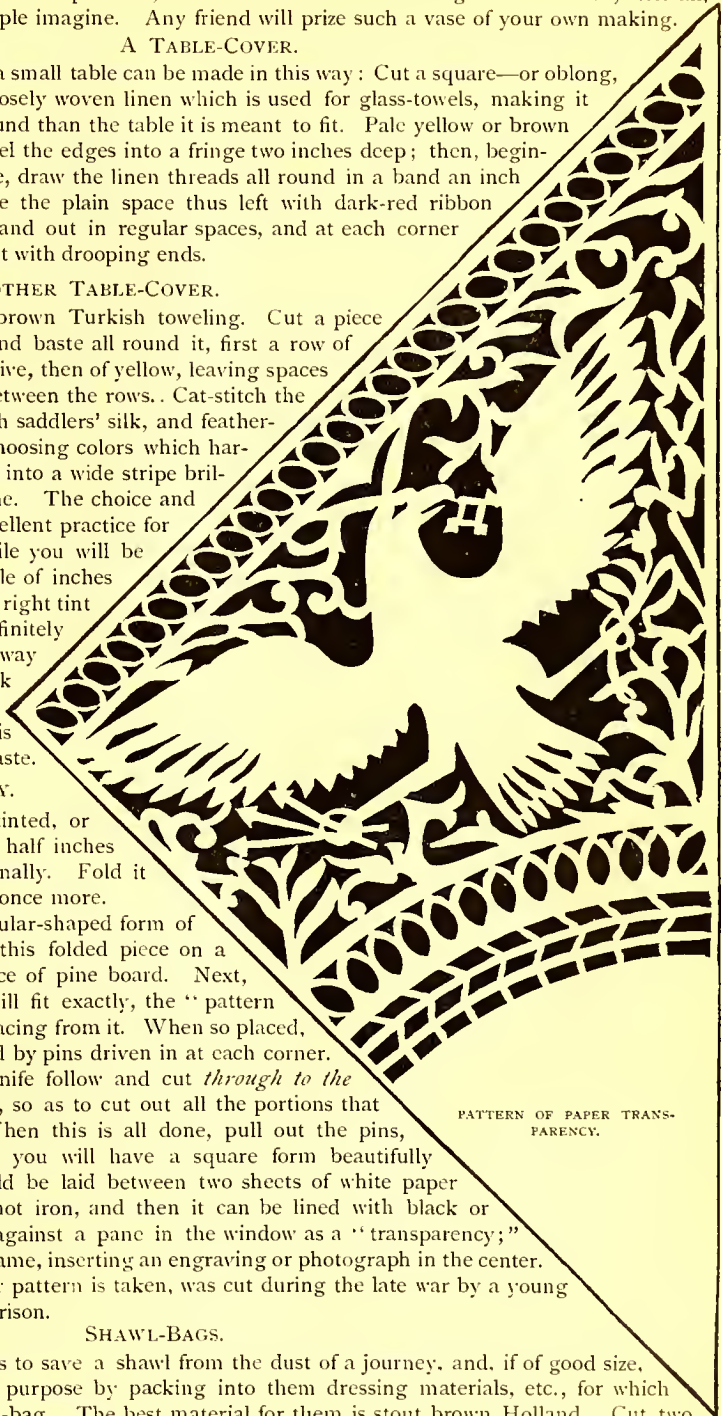 ple imagine. Any friend will prize such a vase of your own making.
A TABLE-COVER.
a small table can be made in this way: Cut a square—or oblong,
osely woven linen which is used for glass-towels, making it
und than the table it is meant to fit. Pale yellow or brown
el the edges into a fringe two inches deep; then, begin-
e, draw the linen threads all round in a band an inch
e the plain space thus left with dark-red ribbon
and out in regular spaces, and at each corner
t with drooping ends.
OTHER TABLE-COVER.
brown Turkish toweling. Cut a piece
nd baste all round it, first a row of
ive, then of yellow, leaving spaces
etween the rows.. Cat-stitch the
h saddlers' silk, and feather-
hoosing colors which har-
into a wide stripe bril-
ne. The choice and
cellent practice for
ile you will be
le of inches
right tint
finitely
way
k
is
aste.
Y.
inted, or
half inches
nally. Fold it
once more.
ular-shaped form of
this folded piece on a
ce of pine board. Next,
ill fit exactly, the "pattern
acing from it. When so placed,
d by pins driven in at each corner.
nife follow and cut through to the
, so as to cut out all the portions that
When this is all done, pull out the pins,
you will have a square form beautifully
ld be laid between two sheets of white paper
hot iron, and then it can be lined with black or
against a pane in the window as a "transparency;"
ame, inserting an engraving or photograph in the center.
r pattern is taken, was cut during the late war by a young
rison.
PATTERN OF PAPER TRANS-
PARENCY.
SHAWL-BAGS.
s to save a shawl from the dust of a journey, and, if of good size,
purpose by packing into them dressing materials, etc., for which
-bag. The best material for them is stout brown Holland. Cut two